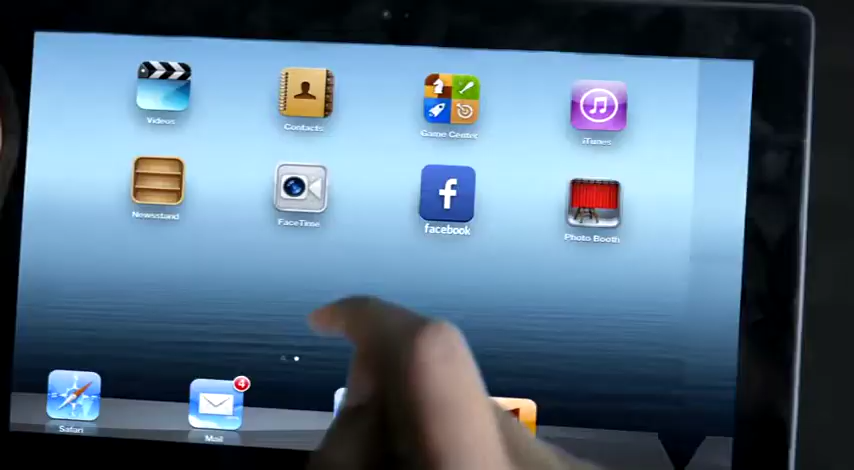 Videos
Contacts
Game Center
iTunes
Newsstand
FaceTime
f
facebook
Photo Booth
4
Safari
Mail